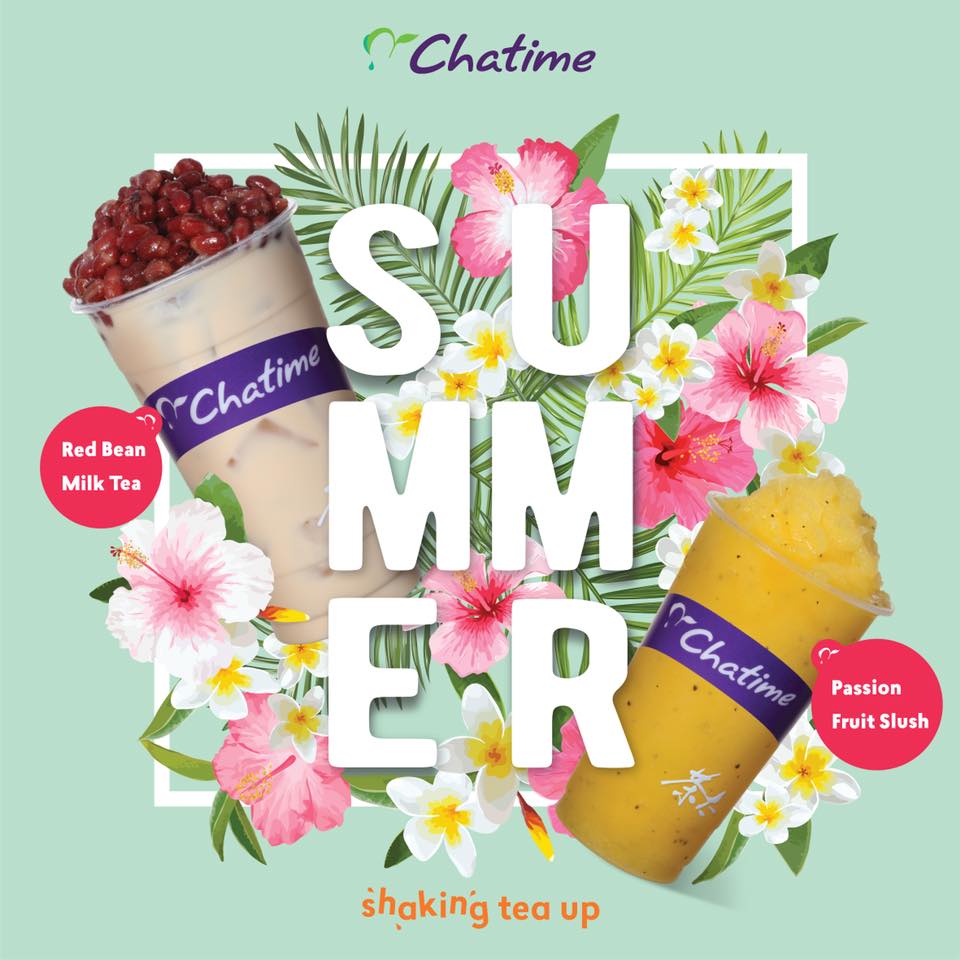 Chatime
SU
MM
ER
Chatime
Red Bean
Milk Tea
Chatime
Passion
Fruit Slush
茶
shaking tea up